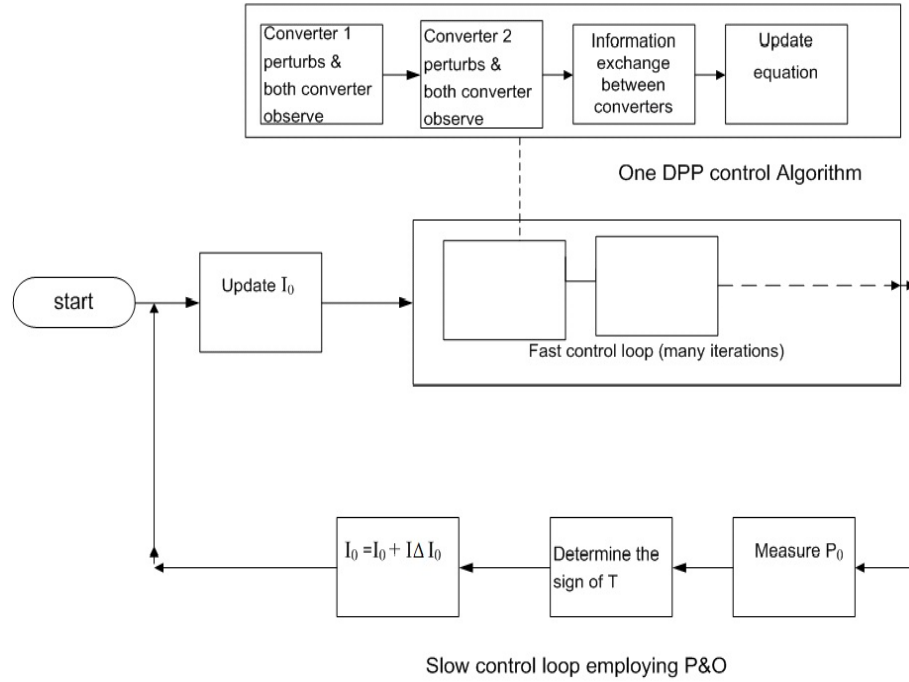 Converter 1
perturbs &
both converter
observe
Converter 2
perturbs &
both converter
observe
Information
exchange
between
converters
Update
equation
One DPP control Algorithm
start
Update I₀
Fast control loop (many iterations)
I₀ =I₀ + IΔ I₀
Determine the
sign of T
Measure P₀
Slow control loop employing P&O